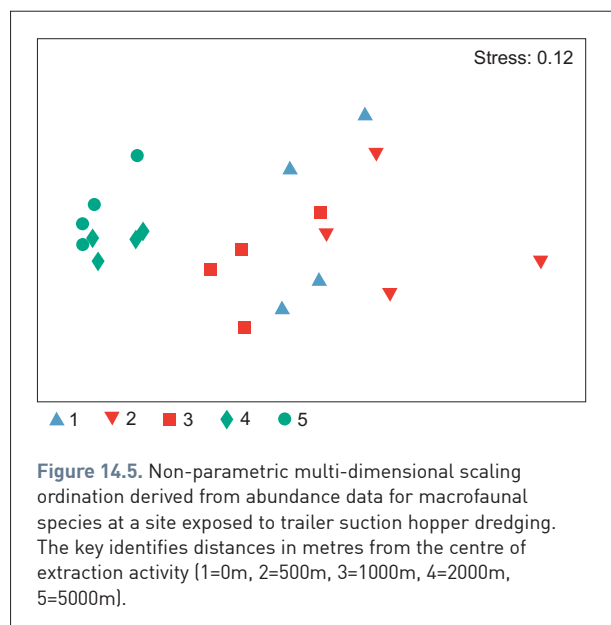 Stress: 0.12
1 2 3 4 5
Figure 14.5. Non-parametric multi-dimensional scaling
ordination derived from abundance data for macrofaunal
species at a site exposed to trailer suction hopper dredging.
The key identifies distances in metres from the centre of
extraction activity (1=0m, 2=500m, 3=1000m, 4=2000m,
5=5000m).